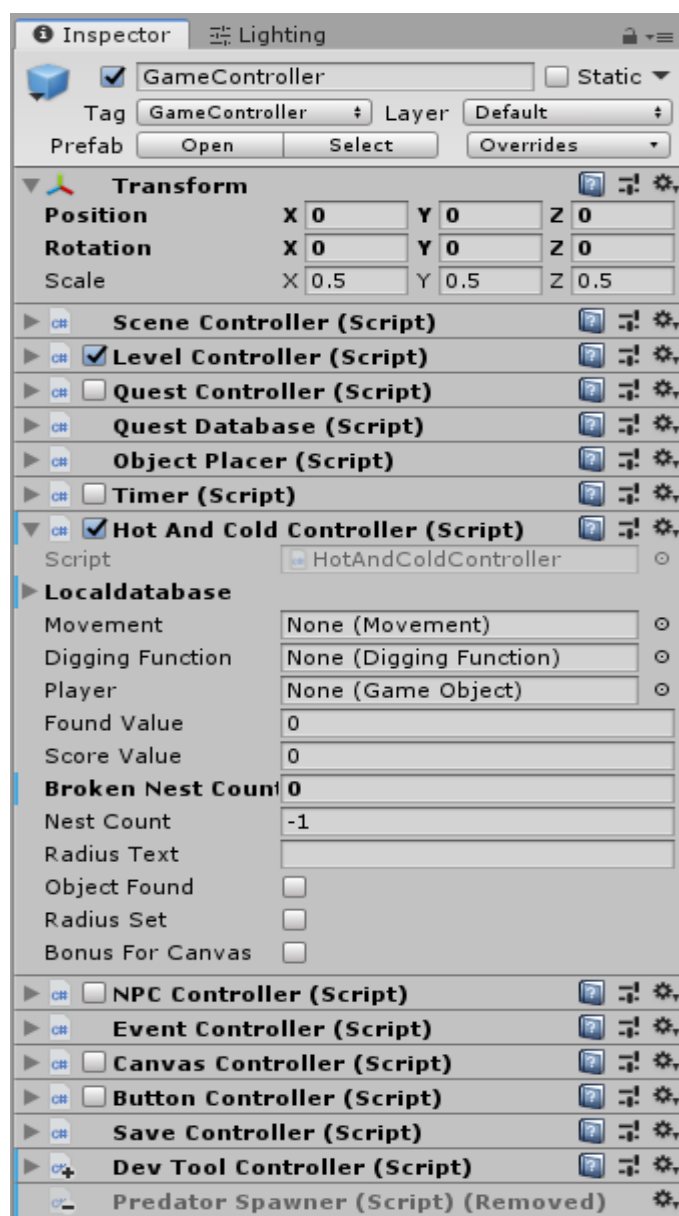 Inspector Lighting
GameController Static
Tag GameController Layer Default
Prefab Open Select Overrides
Transform
Position X 0 Y 0 Z 0
Rotation X 0 Y 0 Z 0
Scale X 0.5 Y 0.5 Z 0.5
c# Scene Controller (Script)
c# Level Controller (Script)
c# Quest Controller (Script)
c# Quest Database (Script)
c# Object Placer (Script)
c# Timer (Script)
c# Hot And Cold Controller (Script)
Script HotAndColdController
Localdatabase
Movement None (Movement)
Digging Function None (Digging Function)
Player None (Game Object)
Found Value 0
Score Value 0
Broken Nest Count 0
Nest Count -1
Radius Text
Object Found
Radius Set
Bonus For Canvas
c# NPC Controller (Script)
c# Event Controller (Script)
c# Canvas Controller (Script)
c# Button Controller (Script)
c# Save Controller (Script)
c# Dev Tool Controller (Script)
c# Predator Spawner (Script) (Removed)